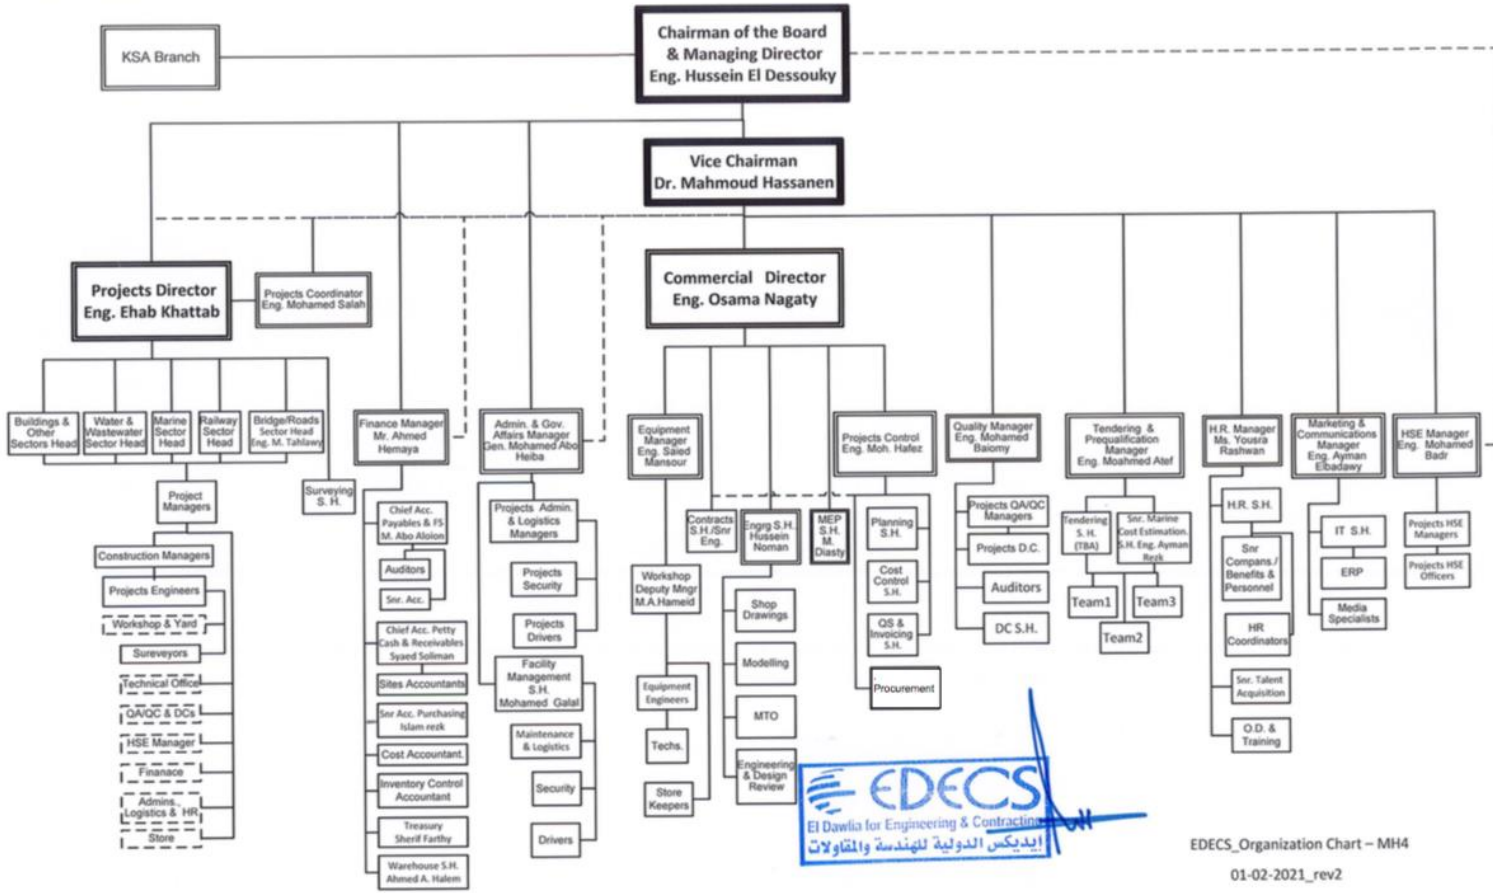 KSA Branch
Chairman of the Board
& Managing Director
Eng. Hussein El Dessouky
Vice Chairman
Dr. Mahmoud Hassanen
Projects Director
Eng. Ehab Khattab
Projects Coordinator
Eng. Mohamed Salah
Commercial Director
Eng. Osama Nagaty
Buildings &
Other
Sectors Head
Water &
Wastewater
Sector Head
Marine
Sector
Head
Railway
Sector
Head
Bridge/Roads
Sector Head
Eng. M. Tahlawy
Finance Manager
Mr. Ahmed
Hemaya
Admin. & Gov.
Affairs Manager
Gen. Mohamed Abo
Heiba
Equipment
Manager
Eng. Saied
Mansour
Projects Control
Eng. Moh. Hafez
Quality Manager
Eng. Mohamed
Baiomy
Tendering &
Prequalification
Manager
Eng. Moahmed Atef
H.R. Manager
Ms. Yousra
Rashwan
Marketing &
Communications
Manager
Eng. Ayman
Elbadawy
HSE Manager
Eng. Mohamed
Badr
Project
Managers
Surveying
S. H.
Construction Managers
Projects Engineers
Workshop & Yard
Sureveyors
Technical Office
QA/QC & DCs
HSE Manager
Finanace
Admins.,
Logistics & HR
Store
Chief Acc.
Payables & FS
M. Abo Aloion
Auditors
Snr. Acc.
Chief Acc. Petty
Cash & Receivables
Syaed Soliman
Sites Accountants
Snr Acc. Purchasing
Islam rezk
Cost Accountant.
Inventory Control
Accountant
Treasury
Sherif Farthy
Warehouse S.H.
Ahmed A. Halem
Projects Admin.
& Logistics
Managers
Projects
Security
Projects
Drivers
Facility
Management
S.H.
Mohamed Galal
Maintenance
& Logistics
Security
Drivers
Workshop
Deputy Mngr
M.A.Hameid
Equipment
Engineers
Techs.
Store
Keepers
Contracts
S.H./Snr
Eng.
Engrg S.H.
Hussein
Noman
MEP
S.H.
M.
Diasty
Shop
Drawings
Modelling
MTO
Engineering
& Design
Review
Planning
S.H.
Cost
Control
S.H.
QS &
Invoicing
S.H.
Procurement
Projects QA/QC
Managers
Projects D.C.
Auditors
DC S.H.
Tendering
S. H.
(TBA)
Snr. Marine
Cost Estimation.
S.H. Eng. Ayman
Rezk
Team1
Team3
Team2
H.R. S.H.
Snr
Compans./
Benefits &
Personnel
HR
Coordinators
Snr. Talent
Acquisition
O.D. &
Training
IT S.H.
ERP
Media
Specialists
Projects HSE
Managers
Projects HSE
Officers
EDECS
El Dawlia for Engineering & Contracting
إيديكس الدولية للهندسة والمقاولات
EDECS_Organization Chart – MH4
01-02-2021_rev2